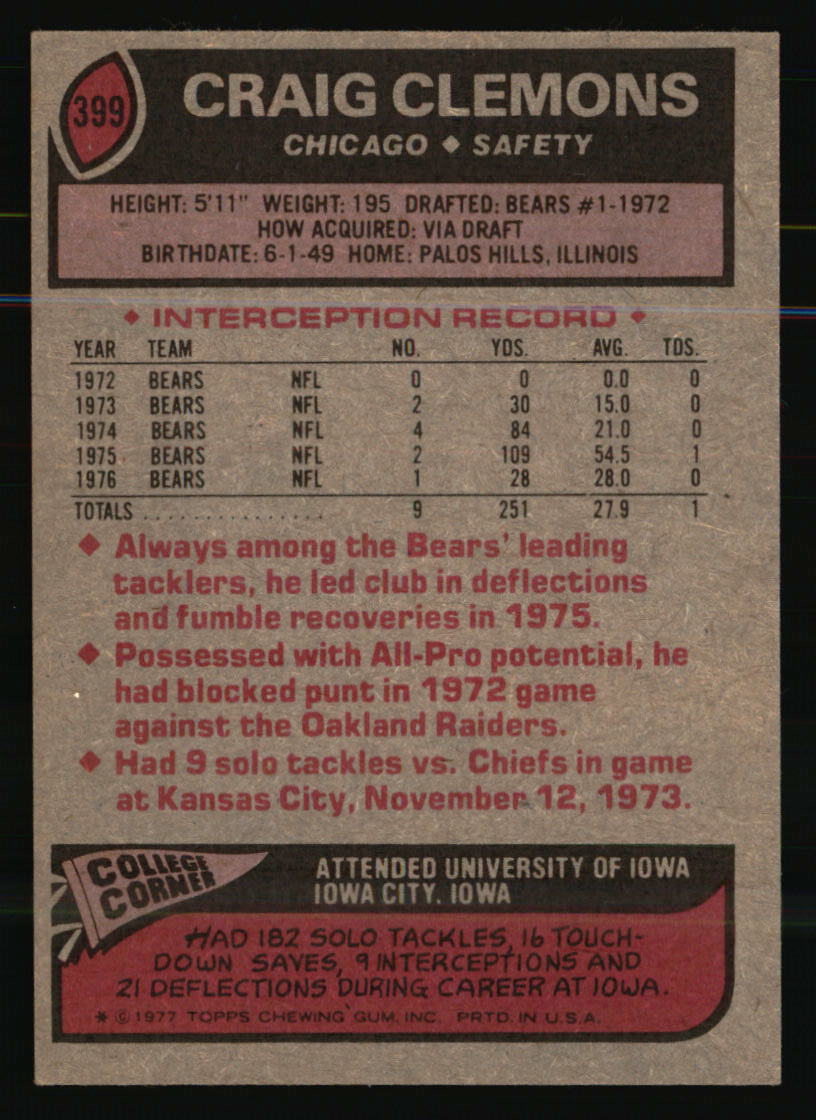 399
CRAIG CLEMONS
CHICAGO ◆ SAFETY
HEIGHT: 5'11" WEIGHT: 195 DRAFTED: BEARS #1-1972
HOW ACQUIRED: VIA DRAFT
BIRTHDATE: 6-1-49 HOME: PALOS HILLS, ILLINOIS
◆ INTERCEPTION RECORD ◆
YEAR TEAM NO. YDS. AVG. TDS.
1972 BEARS NFL 0 0 0.0 0
1973 BEARS NFL 2 30 15.0 0
1974 BEARS NFL 4 84 21.0 0
1975 BEARS NFL 2 109 54.5 1
1976 BEARS NFL 1 28 28.0 0
TOTALS ................ 9 251 27.9 1
◆ Always among the Bears' leading
tacklers, he led club in deflections
and fumble recoveries in 1975.
◆ Possessed with All-Pro potential, he
had blocked punt in 1972 game
against the Oakland Raiders.
◆ Had 9 solo tackles vs. Chiefs in game
at Kansas City, November 12, 1973.
COLLEGE
CORNER
ATTENDED UNIVERSITY OF IOWA
IOWA CITY, IOWA
HAD 182 SOLO TACKLES, 16 TOUCH-
DOWN SAVES, 9 INTERCEPTIONS AND
21 DEFLECTIONS DURING CAREER AT IOWA.
* © 1977 TOPPS CHEWING GUM, INC. PRTD. IN U.S.A.